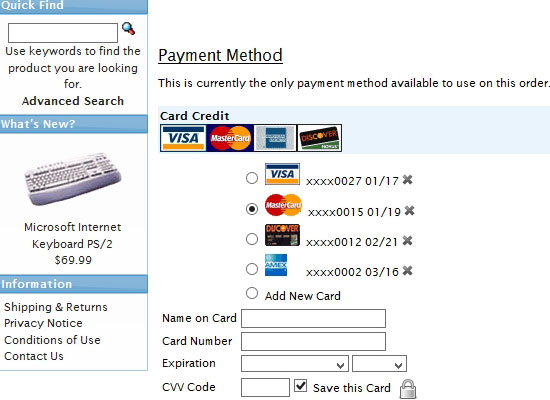 Quick Find
Use keywords to find the
product you are looking
for.
Advanced Search
What's New?
Microsoft Internet
Keyboard PS/2
$69.99
Information
Shipping & Returns
Privacy Notice
Conditions of Use
Contact Us
Payment Method
This is currently the only payment method available to use on this order.
Card Credit
VISA MasterCard AMERICAN EXPRESS DISCOVER NOVUS
VISA xxxx0027 01/17
MasterCard xxxx0015 01/19
DISCOVER xxxx0012 02/21
AMEX xxxx0002 03/16
Add New Card
Name on Card
Card Number
Expiration
CVV Code Save this Card